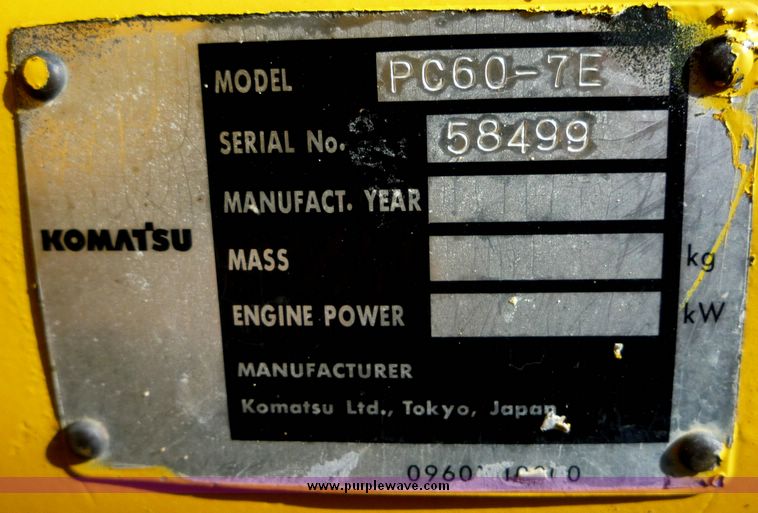 MODEL PC60-7E
SERIAL No. 58499
MANUFACT. YEAR
KOMATSU
MASS kg
ENGINE POWER kW
MANUFACTURER
Komatsu Ltd., Tokyo, Japan
www.purplewave.com